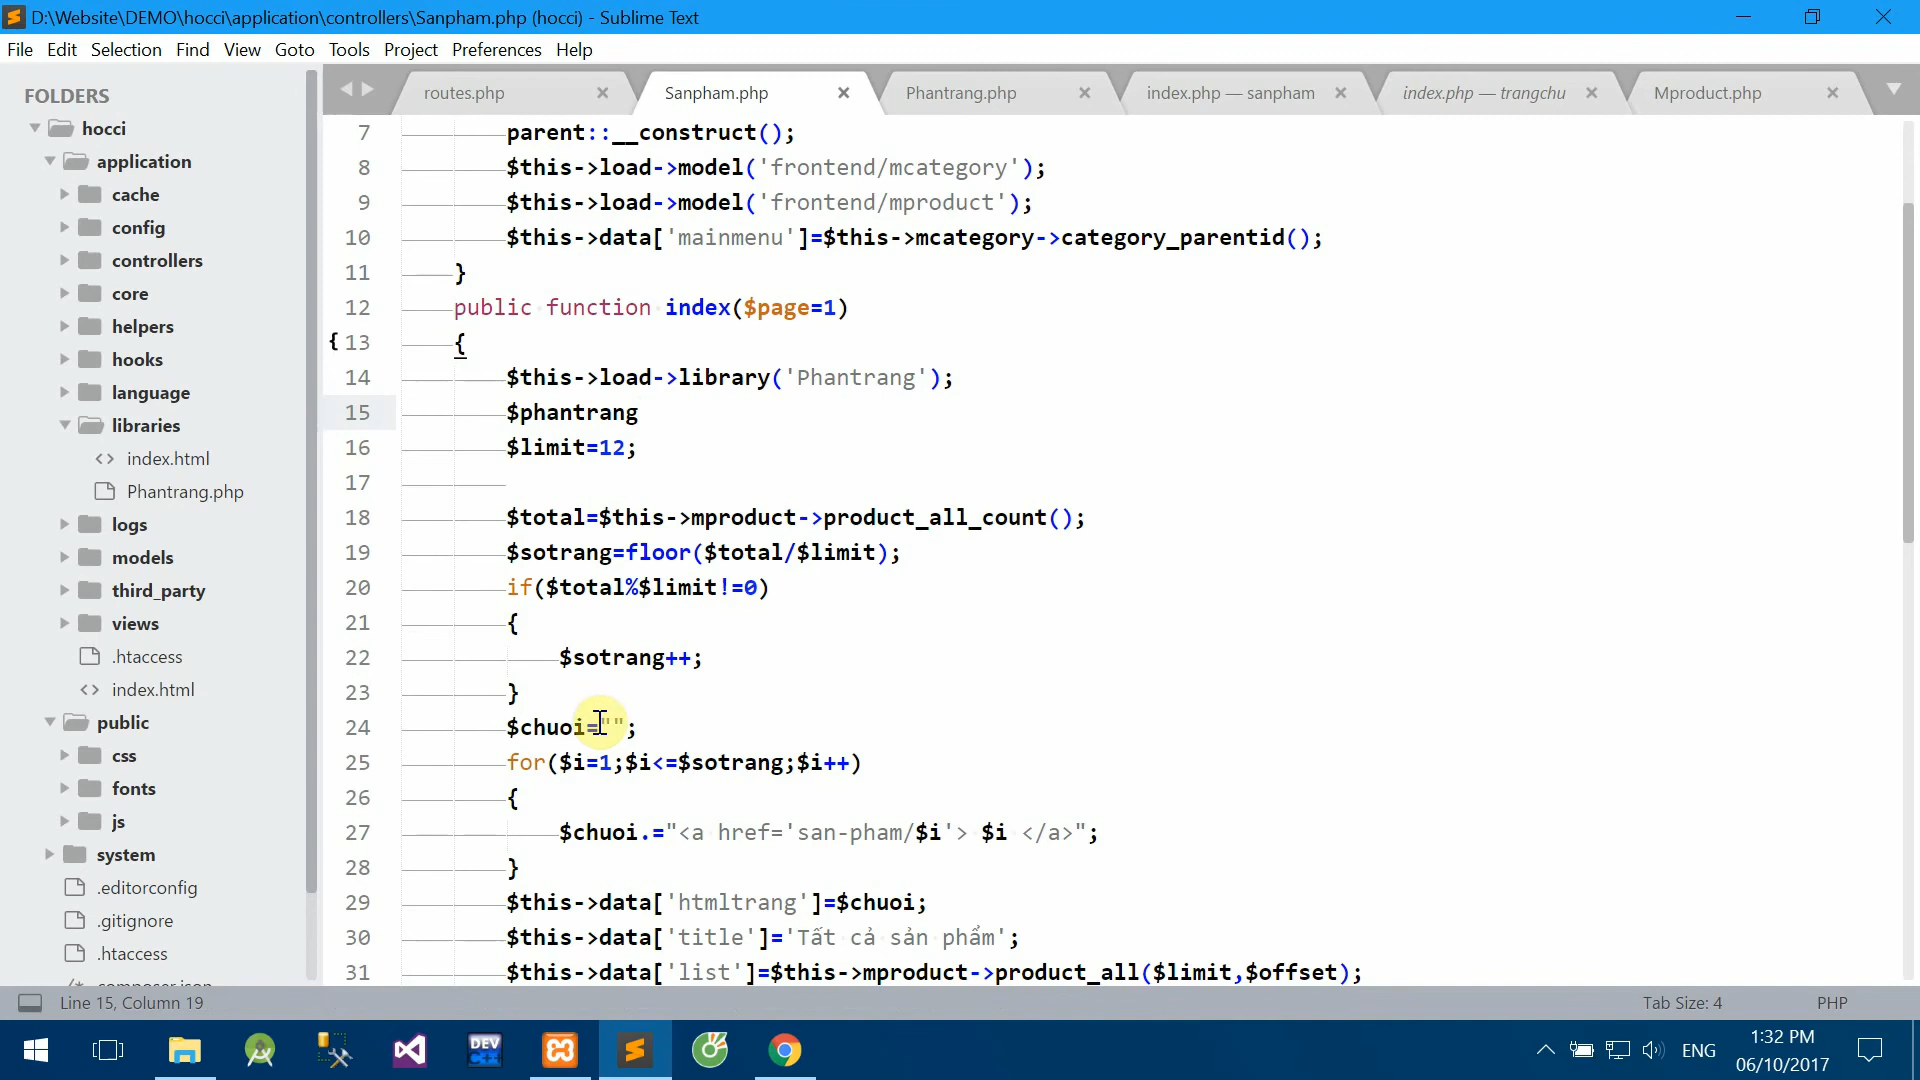 D:\Website\DEMO\hocci\application\controllers\Sanpham.php (hocci) - Sublime Text
File Edit Selection Find View Goto Tools Project Preferences Help
FOLDERS
hocci
application
cache
config
controllers
core
helpers
hooks
language
libraries
index.html
Phantrang.php
logs
models
third_party
views
.htaccess
index.html
public
css
fonts
js
system
.editorconfig
.gitignore
.htaccess
composer.json
routes.php Sanpham.php Phantrang.php index.php — sanpham index.php — trangchu Mproduct.php
7 parent::__construct();
8 $this->load->model('frontend/mcategory');
9 $this->load->model('frontend/mproduct');
10 $this->data['mainmenu']=$this->mcategory->category_parentid();
11 }
12 public function index($page=1)
{ 13 {
14 $this->load->library('Phantrang');
15 $phantrang
16 $limit=12;
17
18 $total=$this->mproduct->product_all_count();
19 $sotrang=floor($total/$limit);
20 if($total%$limit!=0)
21 {
22 $sotrang++;
23 }
24 $chuoi="";
25 for($i=1;$i<=$sotrang;$i++)
26 {
27 $chuoi.="<a href='san-pham/$i'> $i </a>";
28 }
29 $this->data['htmltrang']=$chuoi;
30 $this->data['title']='Tất cả sản phẩm';
31 $this->data['list']=$this->mproduct->product_all($limit,$offset);
Line 15, Column 19
Tab Size: 4 PHP
DEV C++
ENG
1:32 PM
06/10/2017